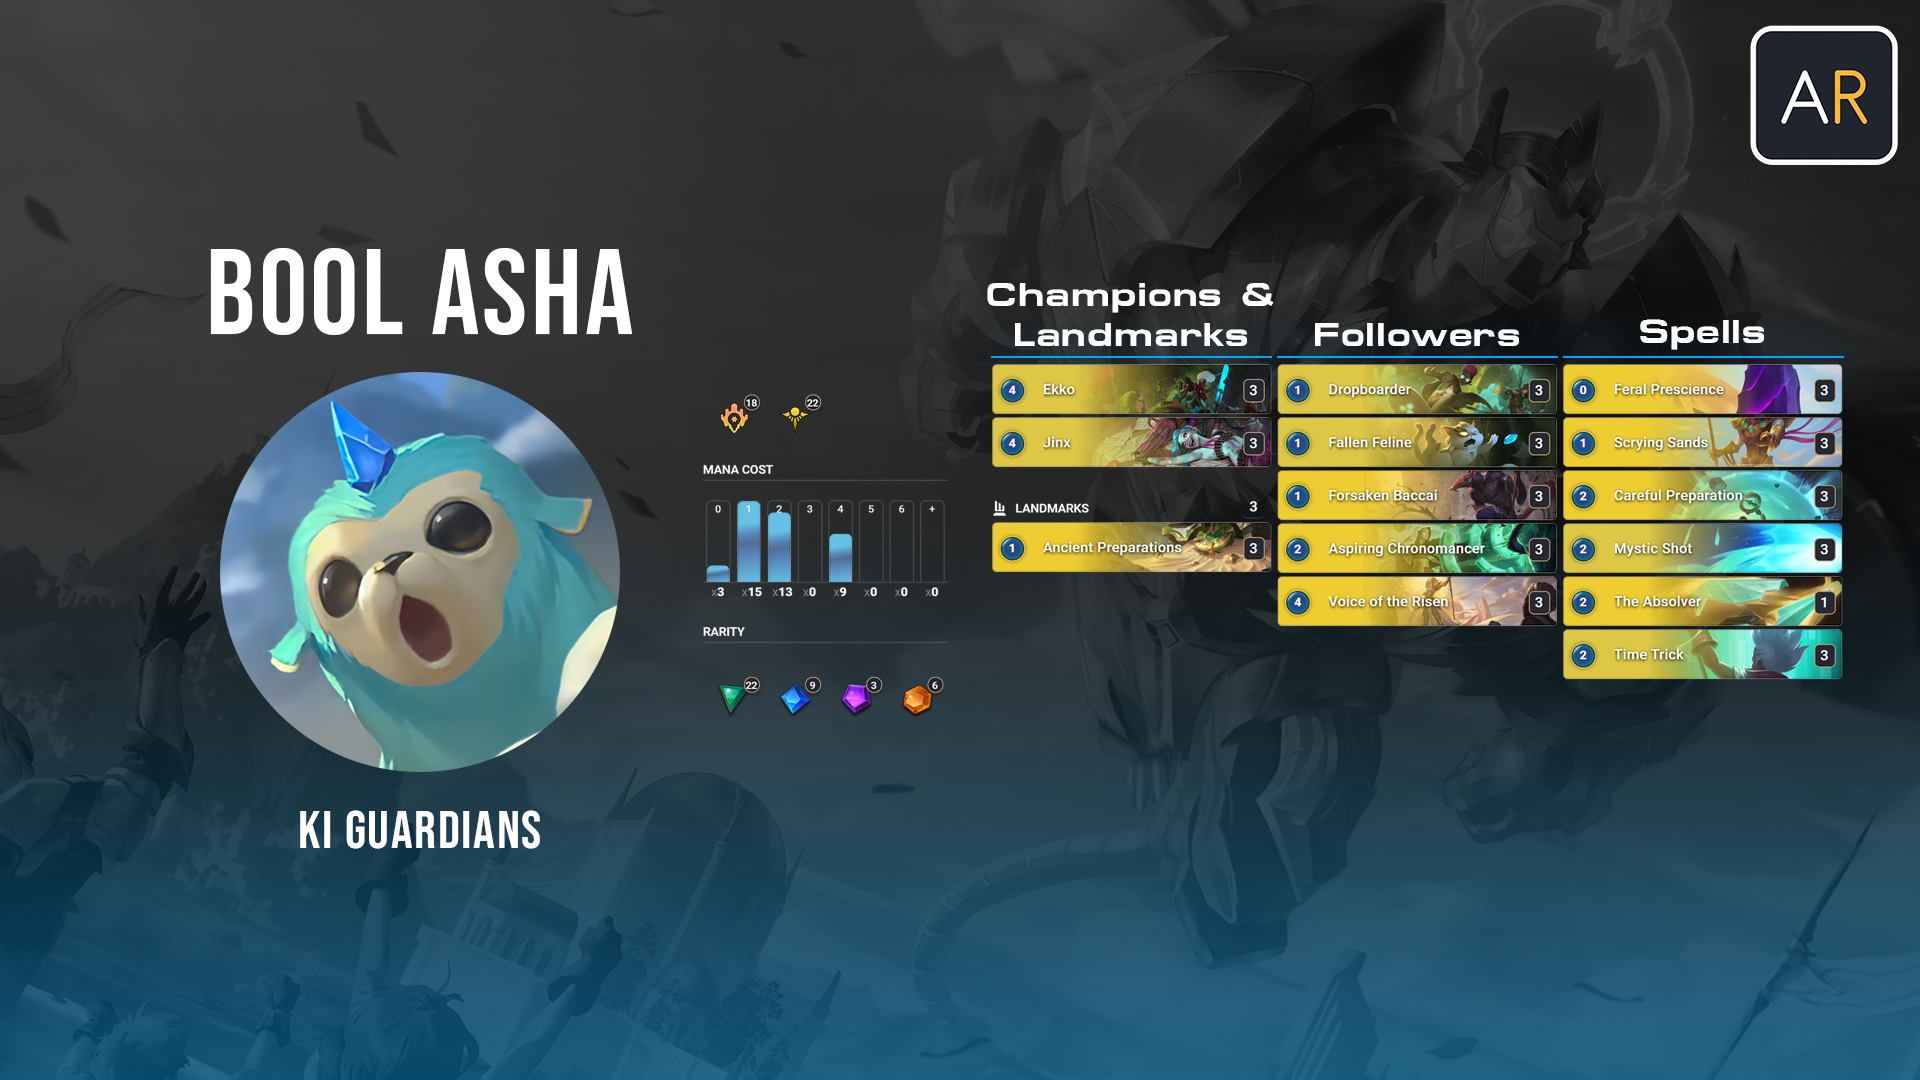 AR
BOOL ASHA
KI GUARDIANS
18 22
MANA COST
0 1 2 3 4 5 6 +
x3 x15 x13 x0 x9 x0 x0 x0
RARITY
22 9 3 6
Champions &
Landmarks
4 Ekko 3
4 Jinx 3
LANDMARKS 3
1 Ancient Preparations 3
Followers
1 Dropboarder 3
1 Fallen Feline 3
1 Forsaken Baccai 3
2 Aspiring Chronomancer 3
4 Voice of the Risen 3
Spells
0 Feral Prescience 3
1 Scrying Sands 3
2 Careful Preparation 3
2 Mystic Shot 3
2 The Absolver 1
2 Time Trick 3